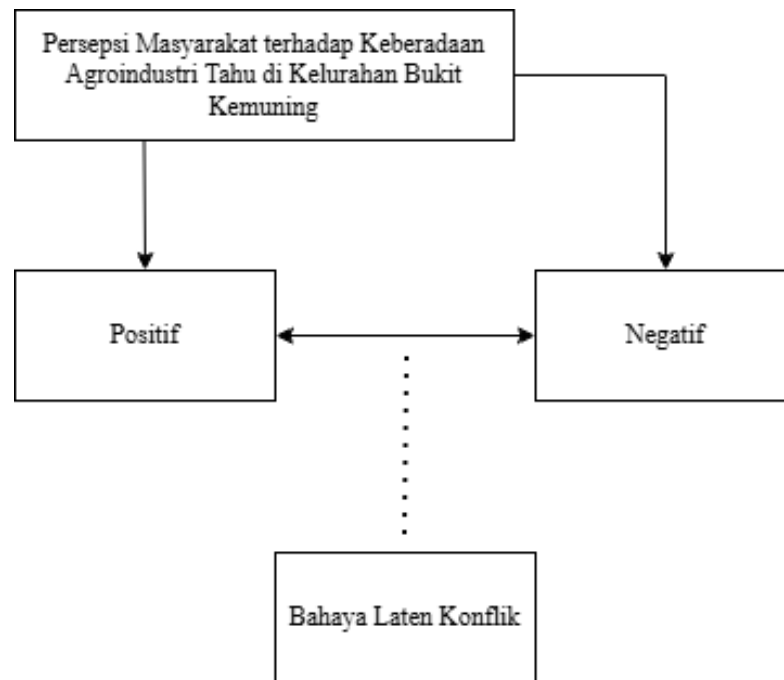 Persepsi Masyarakat terhadap Keberadaan
Agroindustri Tahu di Kelurahan Bukit
Kemuning
Positif
Negatif
Bahaya Laten Konflik